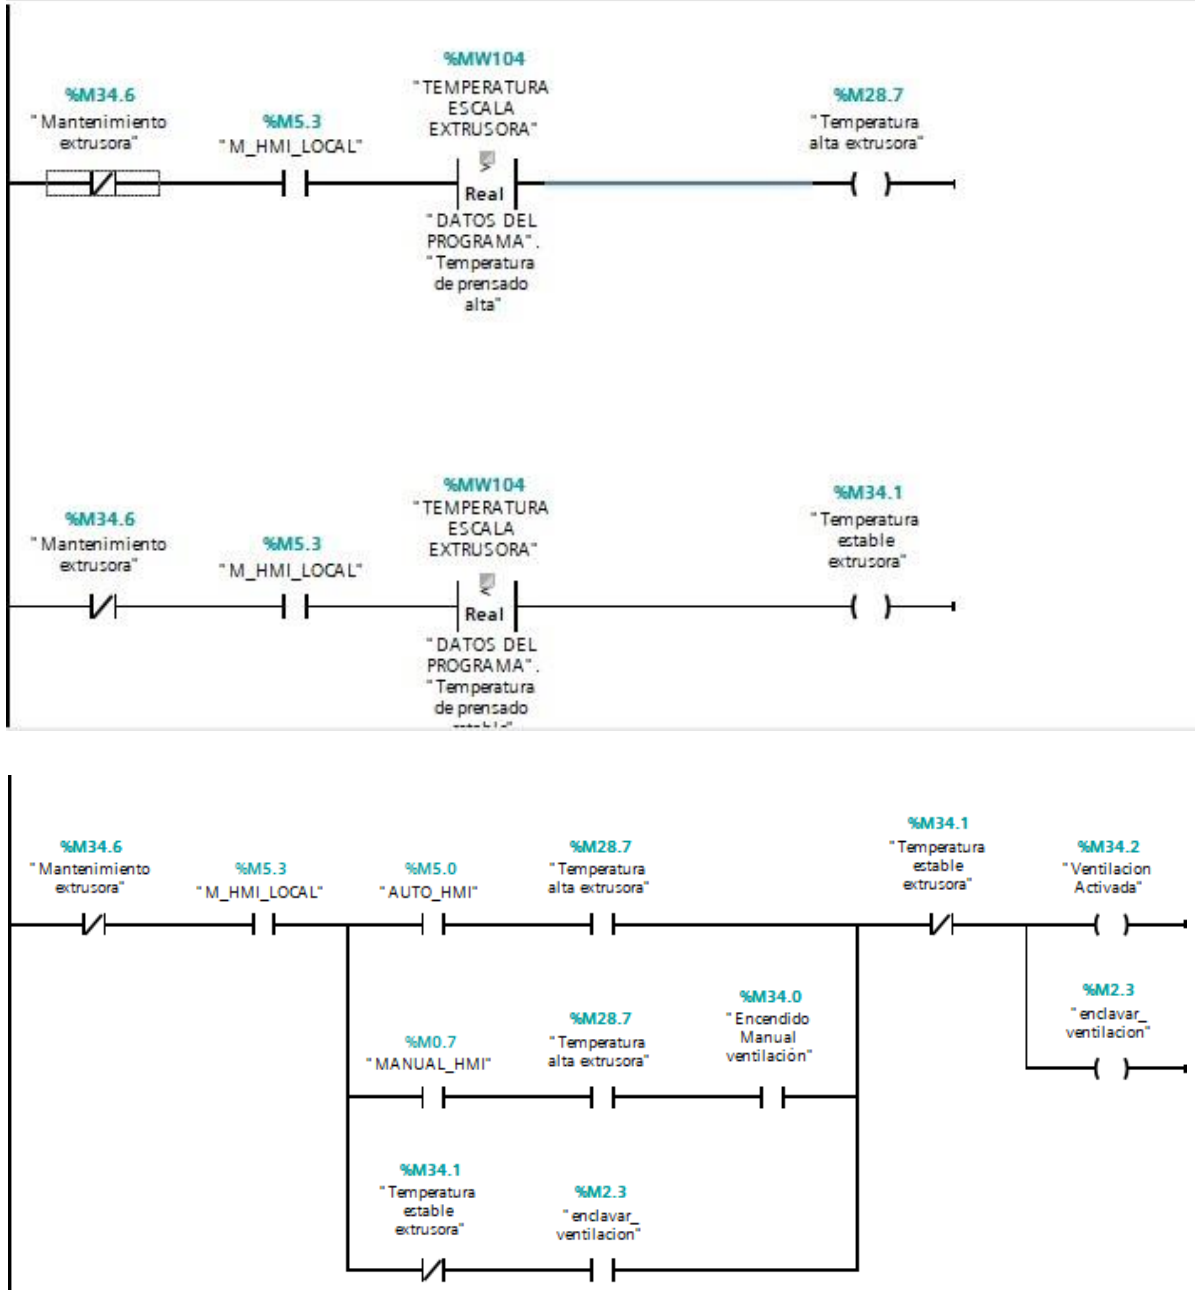 %MW104
"TEMPERATURA
ESCALA
EXTRUSORA"
%M34.6
"Mantenimiento
extrusora"
%M5.3
"M_HMI_LOCAL"
%M28.7
"Temperatura
alta extrusora"
Real
"DATOS DEL
PROGRAMA".
"Temperatura
de prensado
alta"
%MW104
"TEMPERATURA
ESCALA
EXTRUSORA"
%M34.6
"Mantenimiento
extrusora"
%M5.3
"M_HMI_LOCAL"
%M34.1
"Temperatura
estable
extrusora"
Real
"DATOS DEL
PROGRAMA".
"Temperatura
de prensado
%M34.6
"Mantenimiento
extrusora"
%M5.3
"M_HMI_LOCAL"
%M5.0
"AUTO_HMI"
%M28.7
"Temperatura
alta extrusora"
%M34.1
"Temperatura
estable
extrusora"
%M34.2
"Ventilacion
Activada"
%M2.3
"enclavar_
ventilacion"
%M0.7
"MANUAL_HMI"
%M28.7
"Temperatura
alta extrusora"
%M34.0
"Encendido
Manual
ventilación"
%M34.1
"Temperatura
estable
extrusora"
%M2.3
"enclavar_
ventilacion"